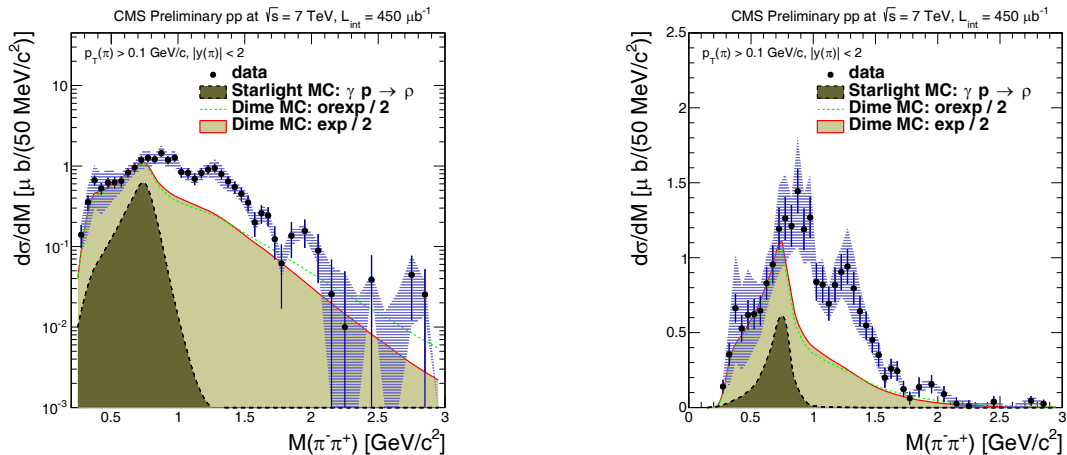 CMS Preliminary pp at √s = 7 TeV, L_int = 450 μb⁻¹
dσ/dM [μ b/(50 MeV/c²)]
p_T(π) > 0.1 GeV/c, |y(π)| < 2
data
Starlight MC: γ p → ρ
Dime MC: orexp / 2
Dime MC: exp / 2
10
1
10⁻¹
10⁻²
10⁻³
0.5 1 1.5 2 2.5 3
M(π⁻π⁺) [GeV/c²]
CMS Preliminary pp at √s = 7 TeV, L_int = 450 μb⁻¹
dσ/dM [μ b/(50 MeV/c²)]
2.5
p_T(π) > 0.1 GeV/c, |y(π)| < 2
data
Starlight MC: γ p → ρ
Dime MC: orexp / 2
Dime MC: exp / 2
2
1.5
1
0.5
0
0 0.5 1 1.5 2 2.5 3
M(π⁻π⁺) [GeV/c²]